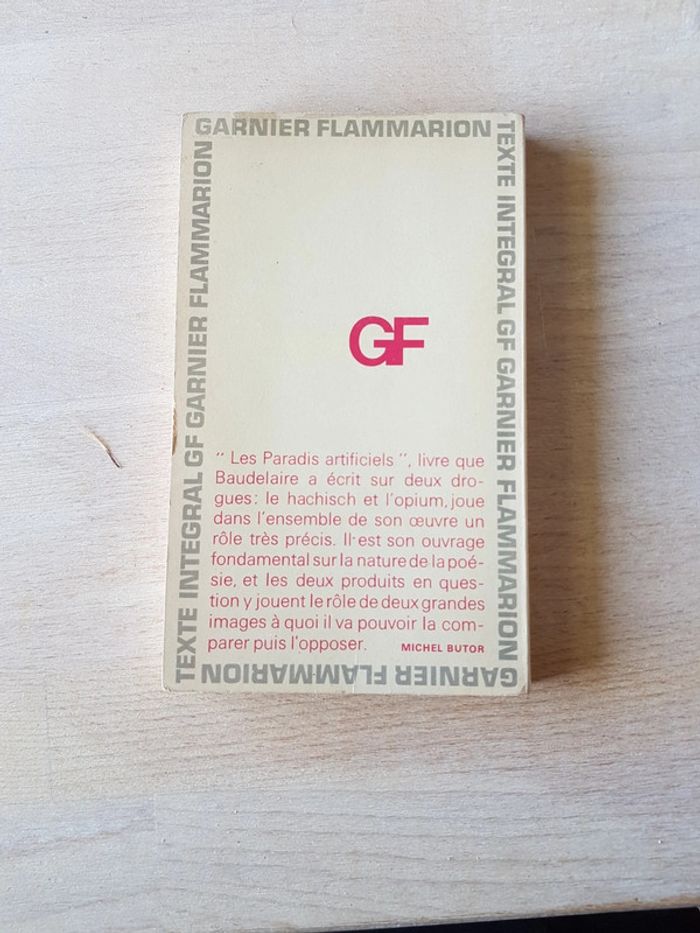 GARNIER FLAMMARION
TEXTE INTEGRAL GF GARNIER FLAMMARION
GARNIER FLAMMARION
TEXTE INTEGRAL GF GARNIER FLAMMARION
GF
" Les Paradis artificiels ", livre que
Baudelaire a écrit sur deux dro-
gues: le hachisch et l'opium, joue
dans l'ensemble de son œuvre un
rôle très précis. Il est son ouvrage
fondamental sur la nature de la poé-
sie, et les deux produits en ques-
tion y jouent le rôle de deux grandes
images à quoi il va pouvoir la com-
parer puis l'opposer. MICHEL BUTOR